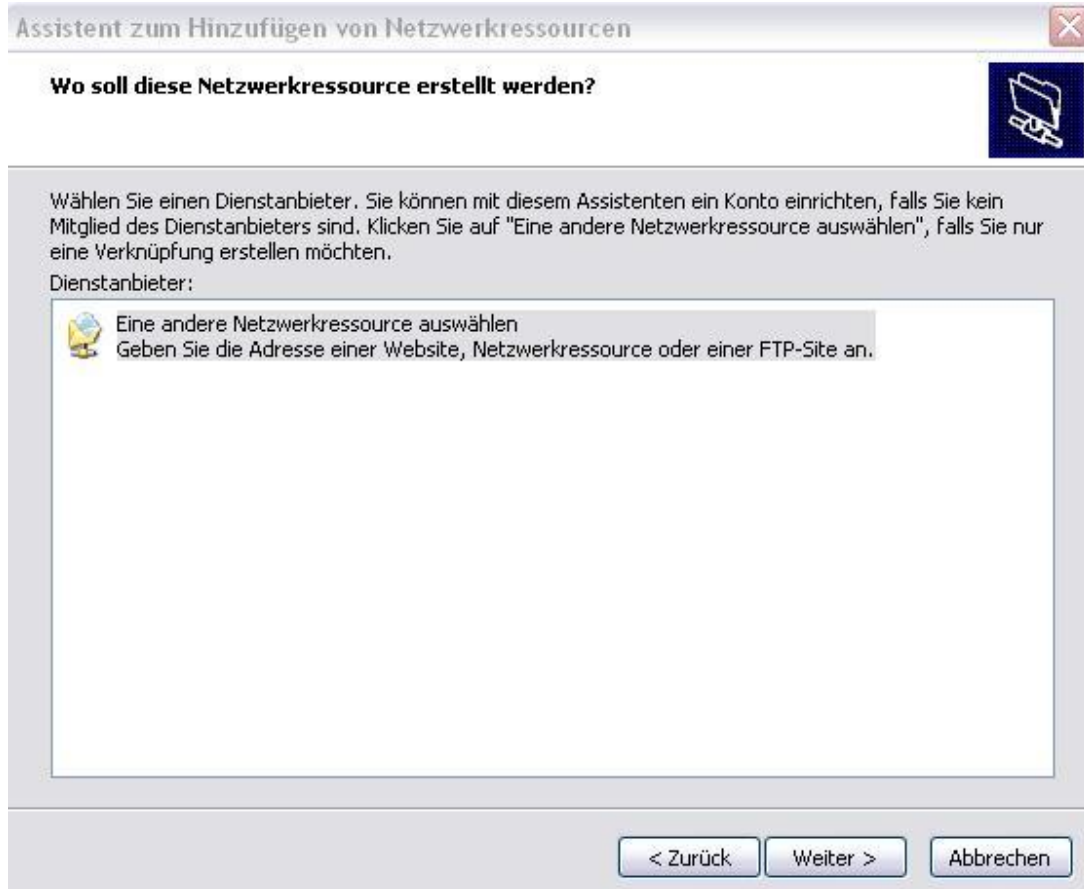 Assistent zum Hinzufügen von Netzwerkressourcen
Wo soll diese Netzwerkressource erstellt werden?
Wählen Sie einen Dienstanbieter. Sie können mit diesem Assistenten ein Konto einrichten, falls Sie kein
Mitglied des Dienstanbieters sind. Klicken Sie auf "Eine andere Netzwerkressource auswählen", falls Sie nur
eine Verknüpfung erstellen möchten.
Dienstanbieter:
Eine andere Netzwerkressource auswählen
Geben Sie die Adresse einer Website, Netzwerkressource oder einer FTP-Site an.
< Zurück Weiter > Abbrechen